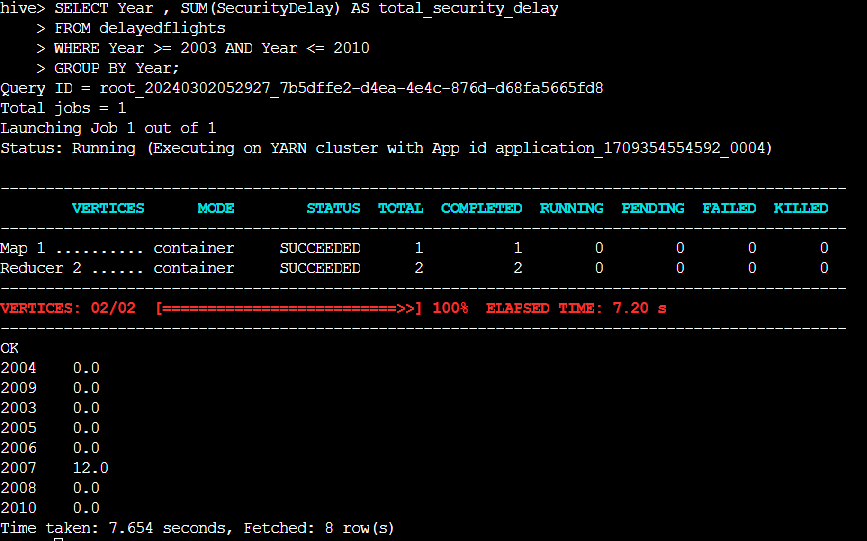 hive> SELECT Year , SUM(SecurityDelay) AS total_security_delay
    > FROM delayedflights
    > WHERE Year >= 2003 AND Year <= 2010
    > GROUP BY Year;
Query ID = root_20240302052927_7b5dffe2-d4ea-4e4c-876d-d68fa5665fd8
Total jobs = 1
Launching Job 1 out of 1
Status: Running (Executing on YARN cluster with App id application_1709354554592_0004)

----------------------------------------------------------------------------------------------
        VERTICES      MODE        STATUS  TOTAL  COMPLETED  RUNNING  PENDING  FAILED  KILLED
----------------------------------------------------------------------------------------------
Map 1 .......... container     SUCCEEDED      1          1        0        0       0       0
Reducer 2 ...... container     SUCCEEDED      2          2        0        0       0       0
----------------------------------------------------------------------------------------------
VERTICES: 02/02  [==========================>>] 100%  ELAPSED TIME: 7.20 s
----------------------------------------------------------------------------------------------
OK
2004    0.0
2009    0.0
2003    0.0
2005    0.0
2006    0.0
2007    12.0
2008    0.0
2010    0.0
Time taken: 7.654 seconds, Fetched: 8 row(s)